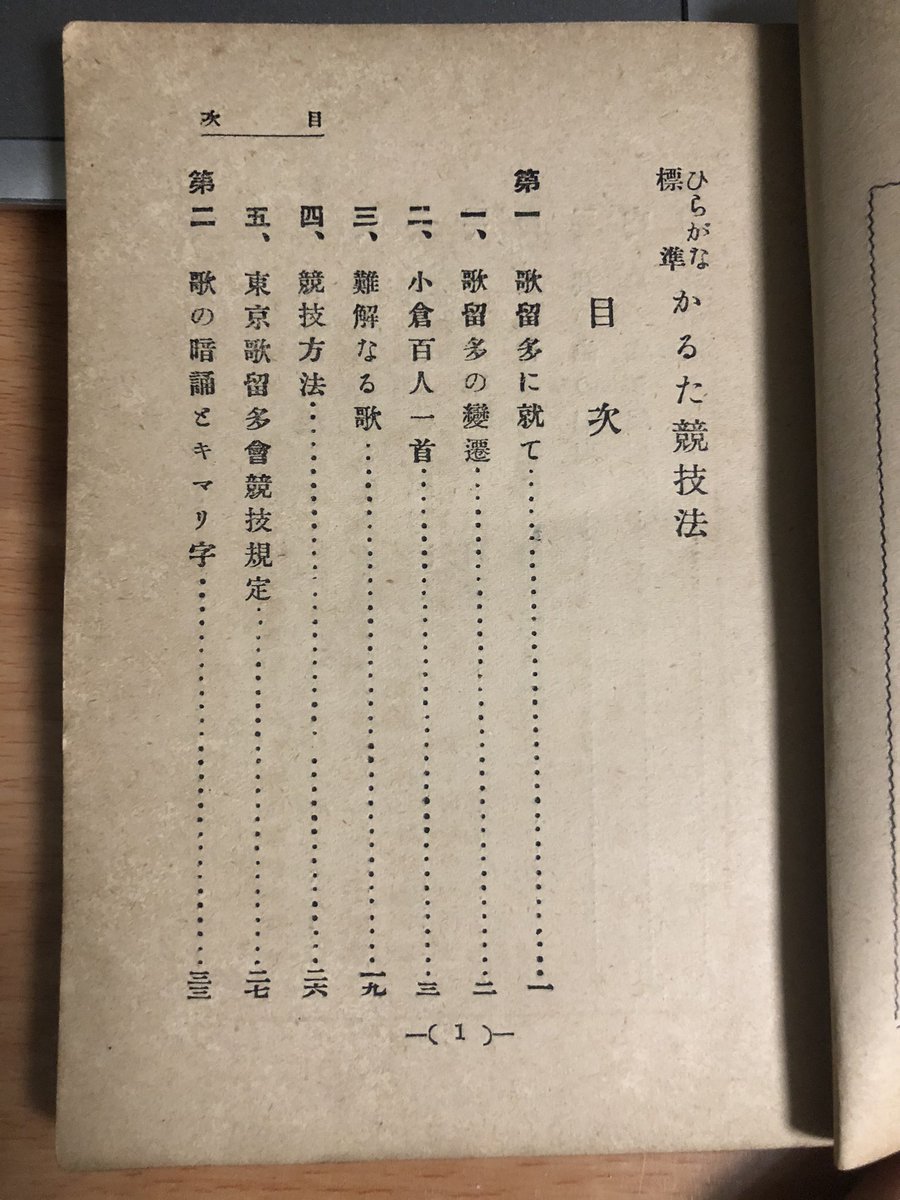 目次
ひらがな
標準かるた競技法
目次
第一 歌留多に就て……一
一、歌留多の變遷……二
二、小倉百人一首……三
三、難解なる歌……一九
四、競技方法……二六
五、東京歌留多會競技規定……二七
第二 歌の暗誦とキマリ字……三三
—( 1 )—